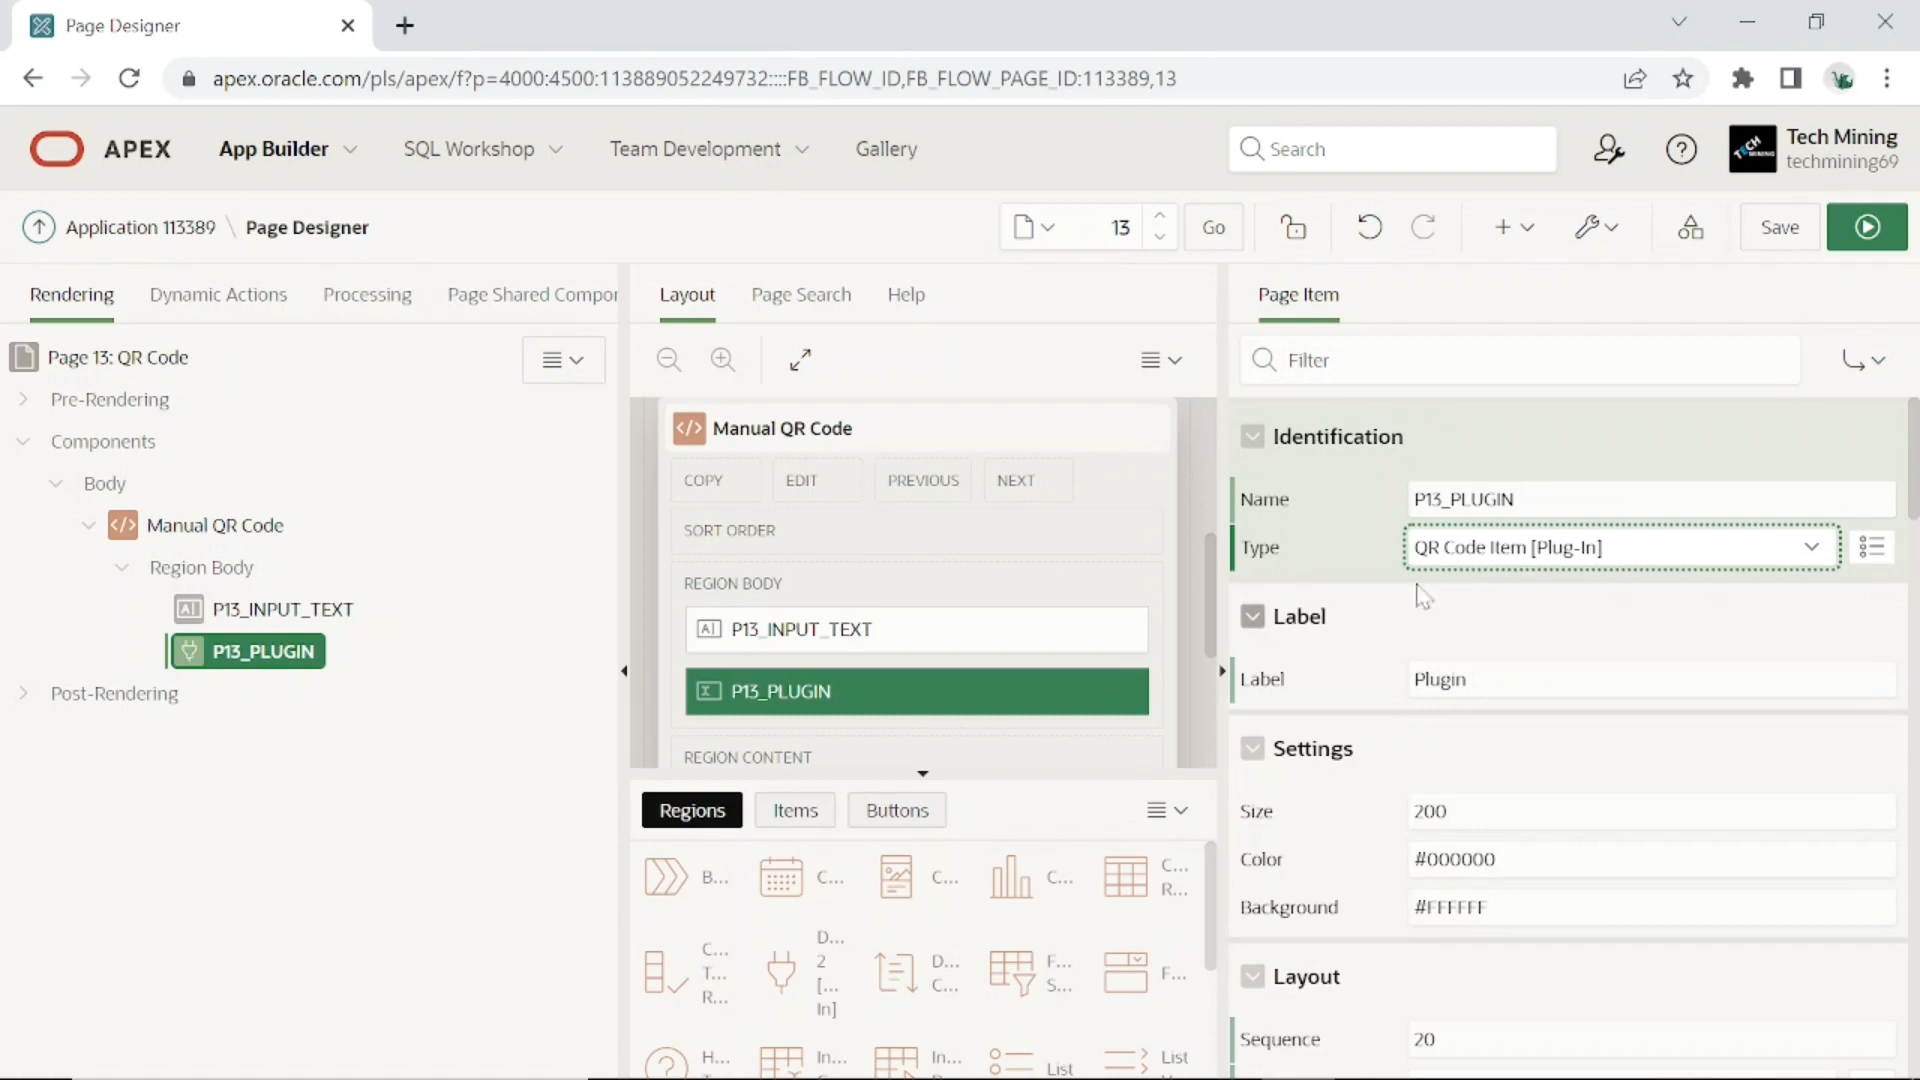 Page Designer
apex.oracle.com/pls/apex/f?p=4000:4500:113889052249732::::FB_FLOW_ID,FB_FLOW_PAGE_ID:113389,13
APEX App Builder SQL Workshop Team Development Gallery Search Tech Mining
techmining69
Application 113389 \ Page Designer 13 Go Save
Rendering Dynamic Actions Processing Page Shared Compor
Layout Page Search Help
Page Item
Page 13: QR Code
Pre-Rendering
Components
Body
Manual QR Code
Region Body
P13_INPUT_TEXT
P13_PLUGIN
Post-Rendering
Manual QR Code
COPY EDIT PREVIOUS NEXT
SORT ORDER
REGION BODY
P13_INPUT_TEXT
P13_PLUGIN
REGION CONTENT
Regions Items Buttons
B... C... C... C... C...
R...
C...
T...
R...
D...
2
[...
In]
D...
C...
F...
S...
F...
H... In... In... List List
Filter
Identification
Name P13_PLUGIN
Type QR Code Item [Plug-In]
Label
Label Plugin
Settings
Size 200
Color #000000
Background #FFFFFF
Layout
Sequence 20